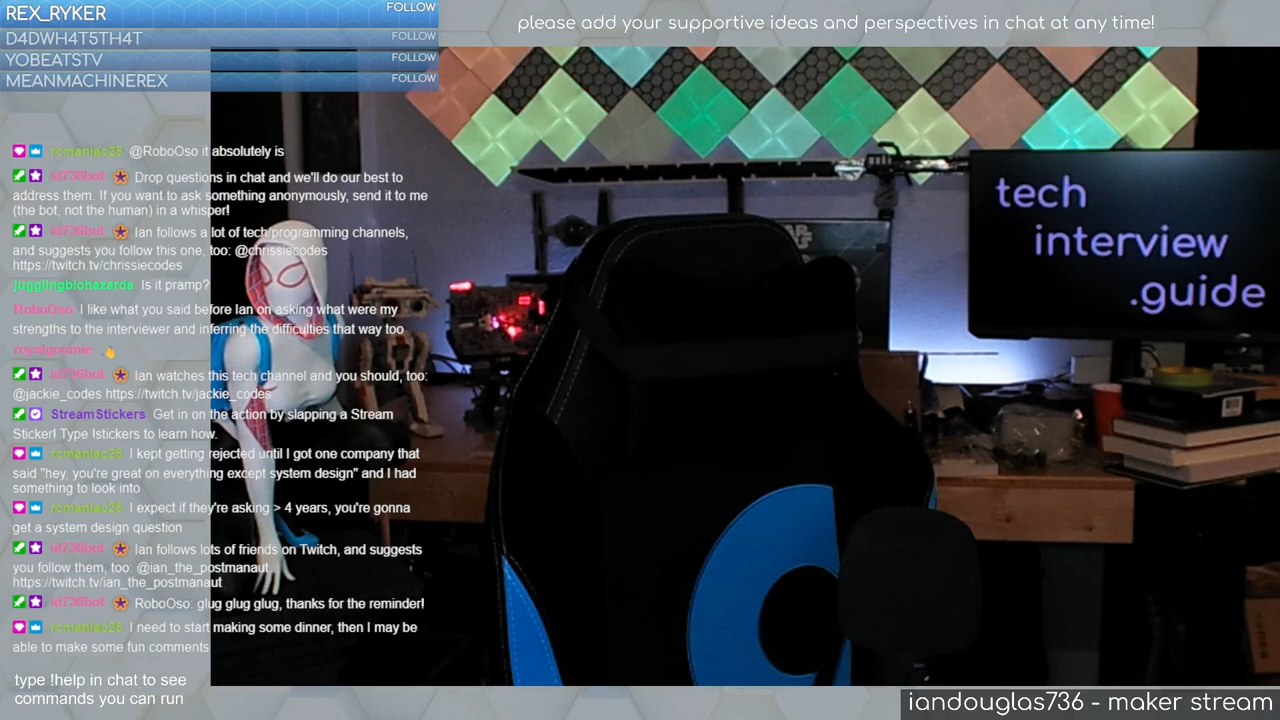 REX_RYKER FOLLOW
D4DWH4T5TH4T FOLLOW
YOBEATSTV FOLLOW
MEANMACHINEREX FOLLOW
please add your supportive ideas and perspectives in chat at any time!
romaniac25 @RoboOso it absolutely is
id736bot Drop questions in chat and we'll do our best to
address them. If you want to ask something anonymously, send it to me
(the bot, not the human) in a whisper!
id736bot Ian follows a lot of tech/programming channels,
and suggests you follow this one, too: @chrissiecodes
https://twitch.tv/chrissiecodes
jugglingbiohazards Is it pramp?
RoboOso I like what you said before Ian on asking what were my
strengths to the interviewer and inferring the difficulties that way too
royalgnomie 👋
id736bot Ian watches this tech channel and you should, too:
@jackie_codes https://twitch.tv/jackie_codes
StreamStickers Get in on the action by slapping a Stream
Sticker! Type !stickers to learn how.
romaniac25 I kept getting rejected until I got one company that
said "hey, you're great on everything except system design" and I had
something to look into
romaniac25 I expect if they're asking > 4 years, you're gonna
get a system design question
id736bot Ian follows lots of friends on Twitch, and suggests
you follow them, too: @ian_the_postmanaut
https://twitch.tv/ian_the_postmanaut
id736bot RoboOso: glug glug glug, thanks for the reminder!
romaniac25 I need to start making some dinner, then I may be
able to make some fun comments
type !help in chat to see
commands you can run
tech
interview
.guide
iandouglas736 - maker stream